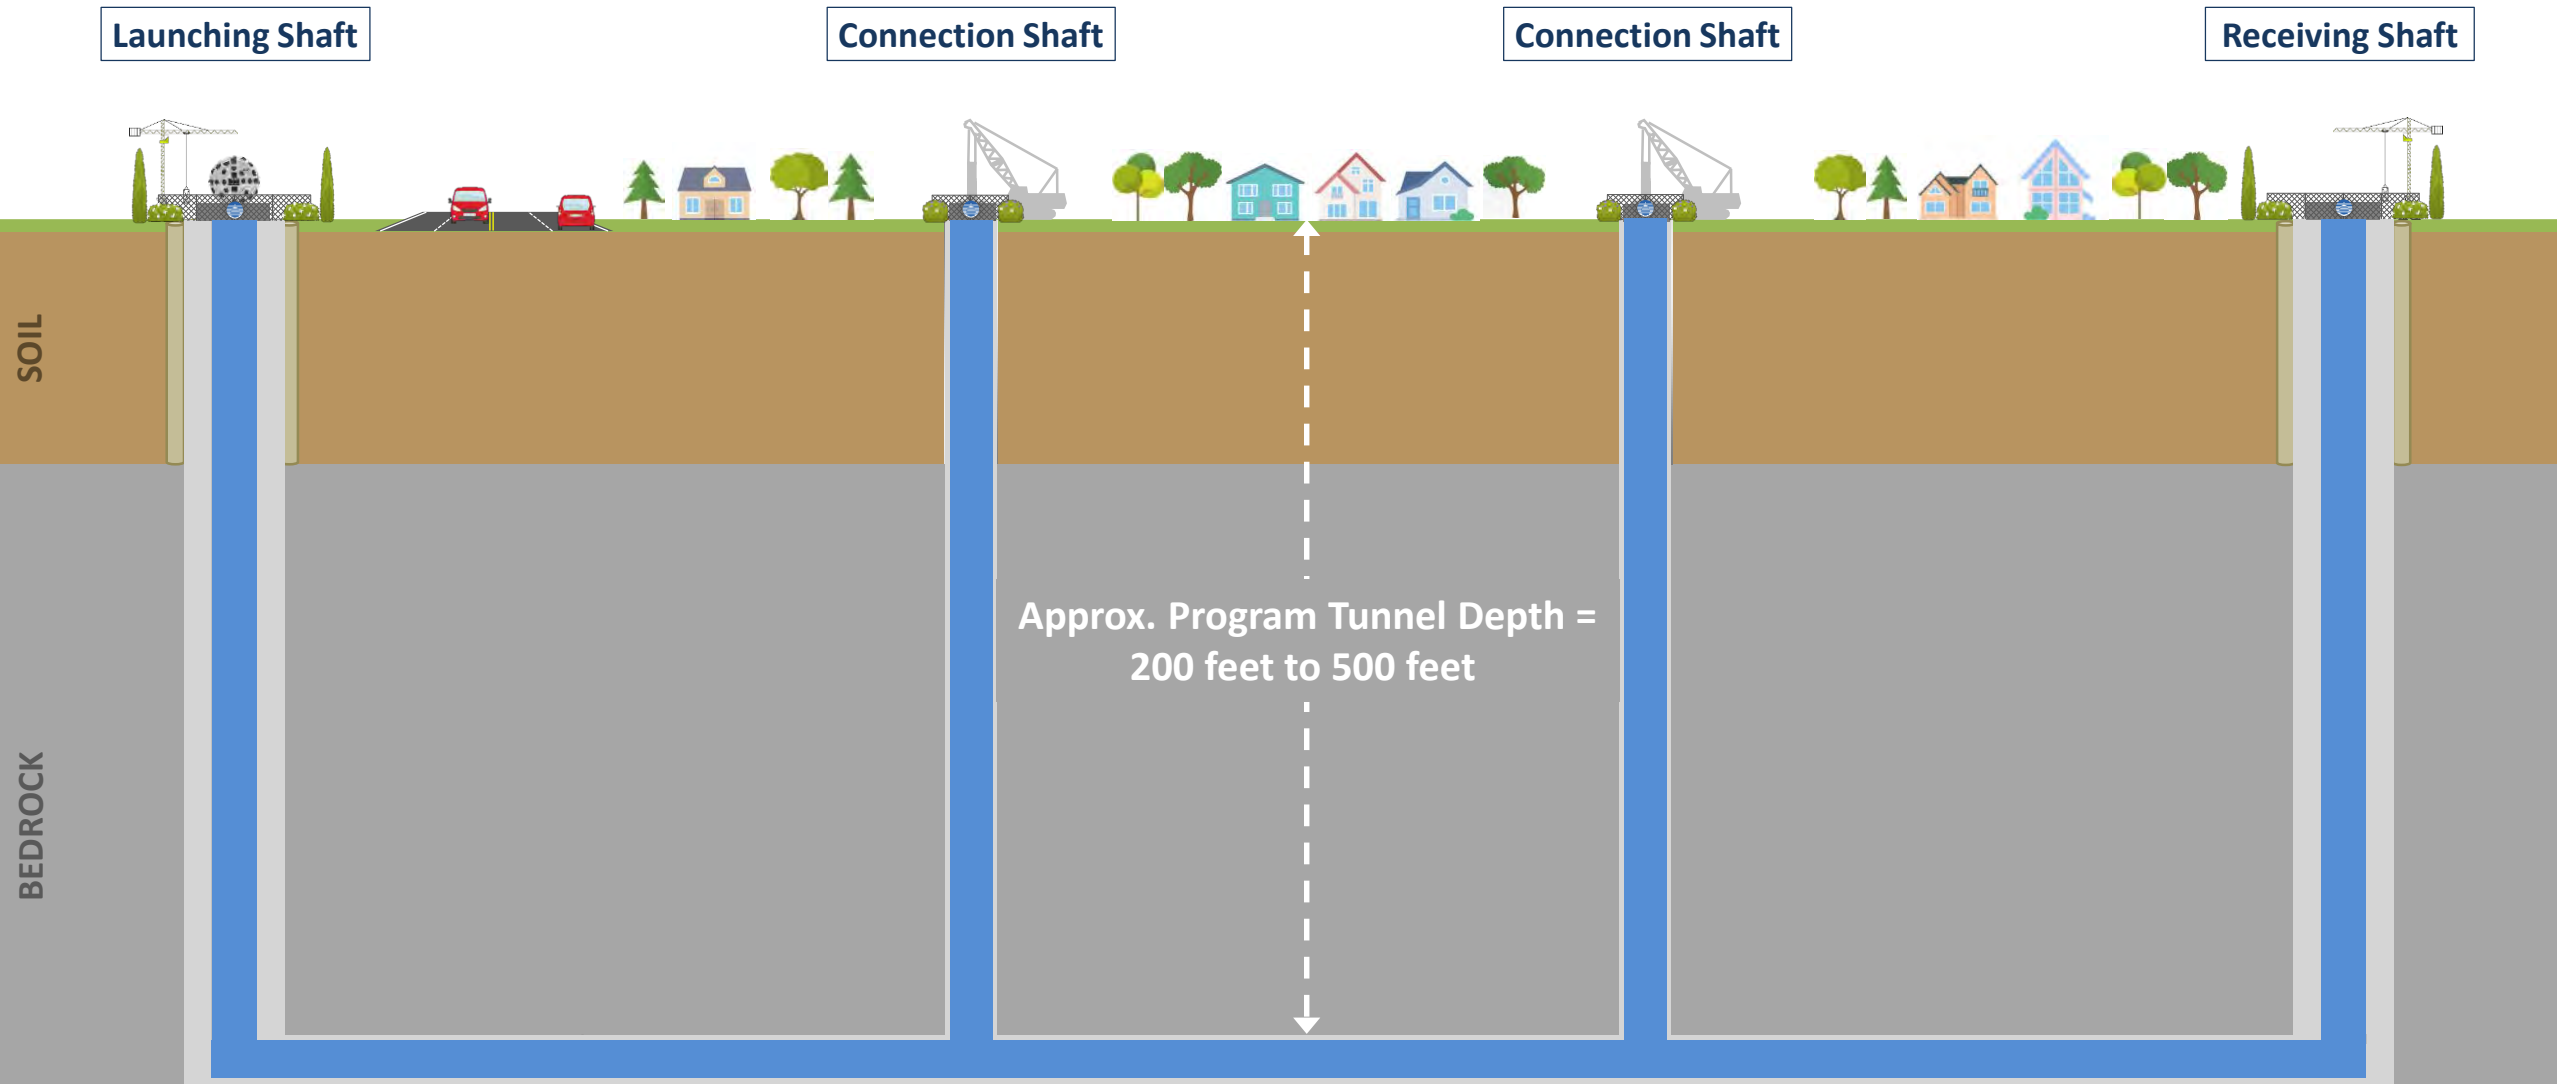 Launching Shaft
Connection Shaft
Connection Shaft
Receiving Shaft
SOIL
Approx. Program Tunnel Depth =
200 feet to 500 feet
BEDROCK